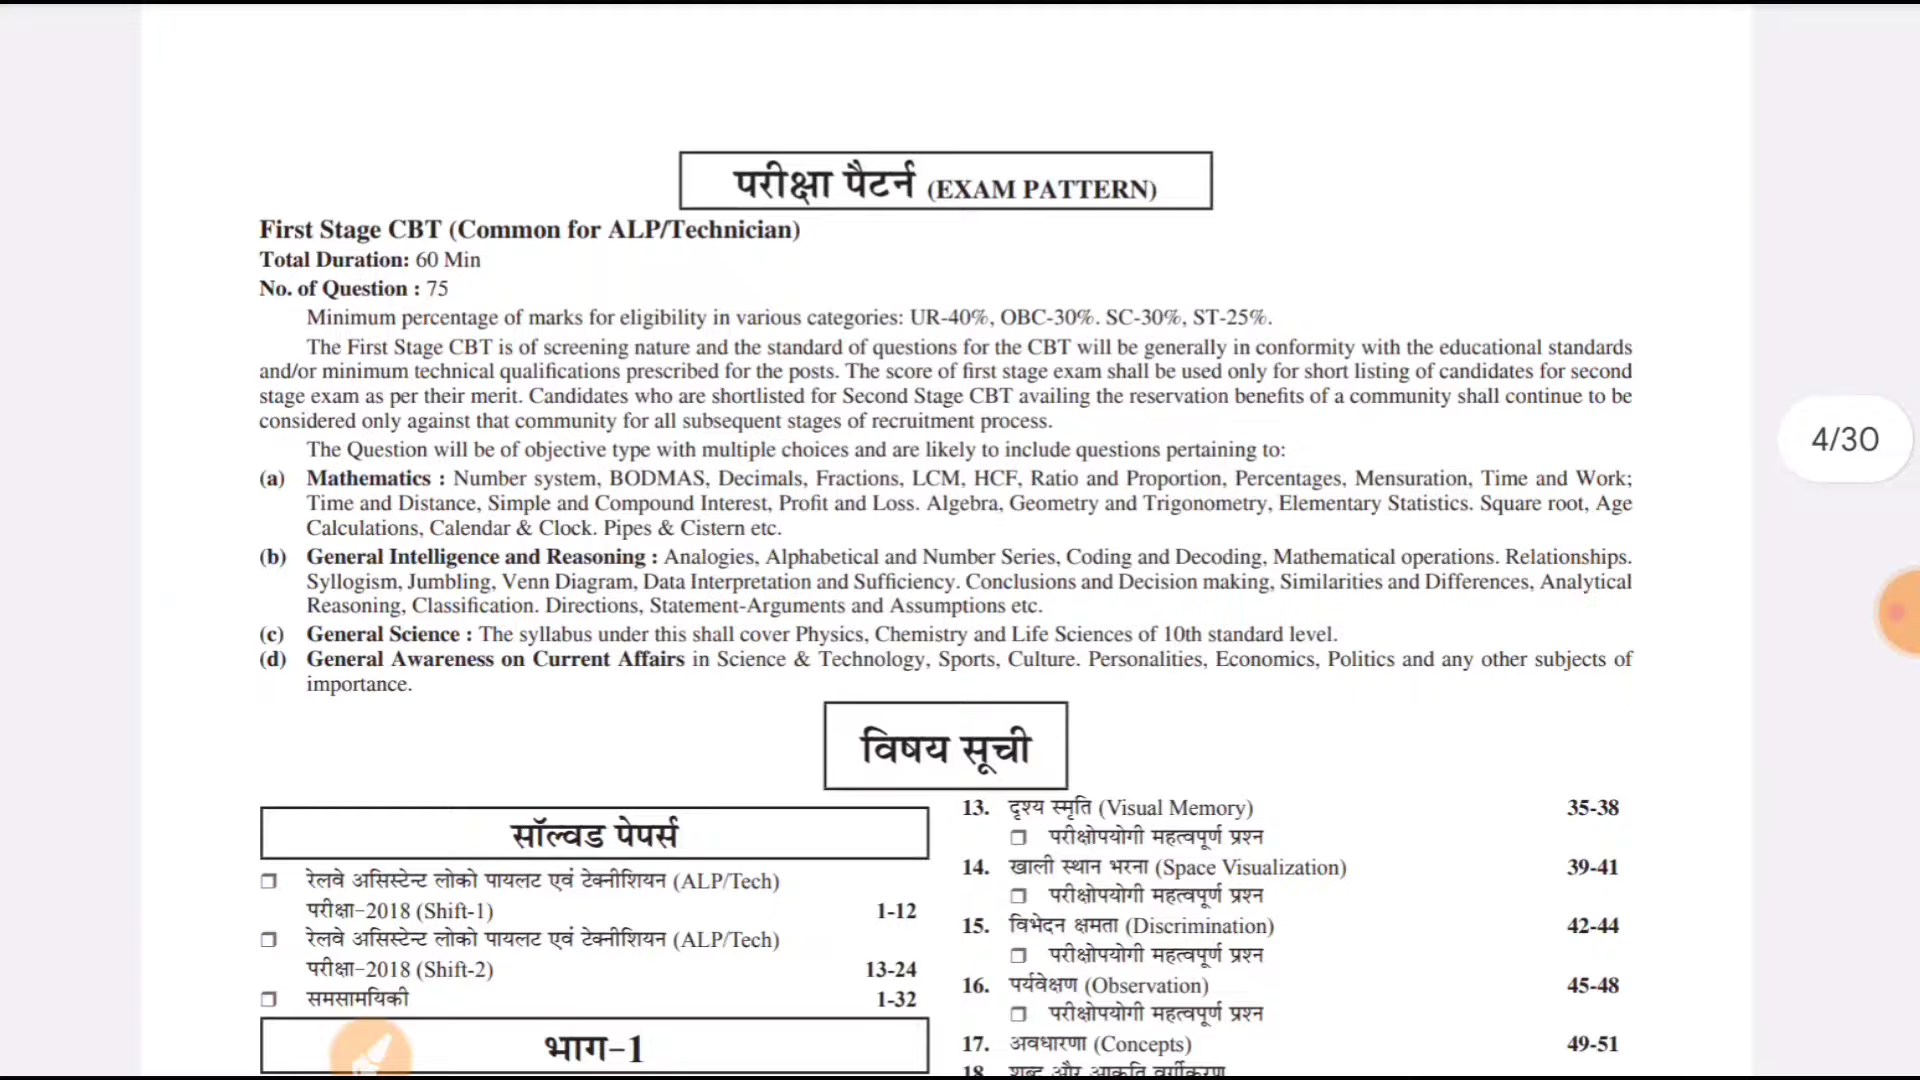 परीक्षा पैटर्न (EXAM PATTERN)
First Stage CBT (Common for ALP/Technician)
Total Duration: 60 Min
No. of Question : 75
Minimum percentage of marks for eligibility in various categories: UR-40%, OBC-30%. SC-30%, ST-25%.
The First Stage CBT is of screening nature and the standard of questions for the CBT will be generally in conformity with the educational standards
and/or minimum technical qualifications prescribed for the posts. The score of first stage exam shall be used only for short listing of candidates for second
stage exam as per their merit. Candidates who are shortlisted for Second Stage CBT availing the reservation benefits of a community shall continue to be
considered only against that community for all subsequent stages of recruitment process.
The Question will be of objective type with multiple choices and are likely to include questions pertaining to:
(a) Mathematics : Number system, BODMAS, Decimals, Fractions, LCM, HCF, Ratio and Proportion, Percentages, Mensuration, Time and Work;
Time and Distance, Simple and Compound Interest, Profit and Loss. Algebra, Geometry and Trigonometry, Elementary Statistics. Square root, Age
Calculations, Calendar & Clock. Pipes & Cistern etc.
(b) General Intelligence and Reasoning : Analogies, Alphabetical and Number Series, Coding and Decoding, Mathematical operations. Relationships.
Syllogism, Jumbling, Venn Diagram, Data Interpretation and Sufficiency. Conclusions and Decision making, Similarities and Differences, Analytical
Reasoning, Classification. Directions, Statement-Arguments and Assumptions etc.
(c) General Science : The syllabus under this shall cover Physics, Chemistry and Life Sciences of 10th standard level.
(d) General Awareness on Current Affairs in Science & Technology, Sports, Culture. Personalities, Economics, Politics and any other subjects of
importance.
4/30
विषय सूची
सॉल्वड पेपर्स
❒ रेलवे असिस्टेन्ट लोको पायलट एवं टेक्नीशियन (ALP/Tech)
परीक्षा-2018 (Shift-1) 1-12
❒ रेलवे असिस्टेन्ट लोको पायलट एवं टेक्नीशियन (ALP/Tech)
परीक्षा-2018 (Shift-2) 13-24
❒ समसामयिकी 1-32
भाग-1
13. दृश्य स्मृति (Visual Memory) 35-38
❒ परीक्षोपयोगी महत्वपूर्ण प्रश्न
14. खाली स्थान भरना (Space Visualization) 39-41
❒ परीक्षोपयोगी महत्वपूर्ण प्रश्न
15. विभेदन क्षमता (Discrimination) 42-44
❒ परीक्षोपयोगी महत्वपूर्ण प्रश्न
16. पर्यवेक्षण (Observation) 45-48
❒ परीक्षोपयोगी महत्वपूर्ण प्रश्न
17. अवधारणा (Concepts) 49-51
18. शब्द और आकृति वर्गीकरण